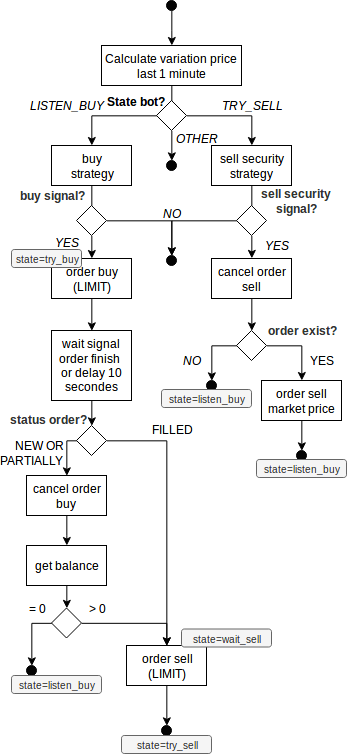 Calculate variation price
last 1 minute
State bot?
LISTEN_BUY
TRY_SELL
OTHER
buy
strategy
sell security
strategy
buy signal?
sell security
signal?
NO
YES
YES
state=try_buy
order buy
(LIMIT)
cancel order
sell
wait signal
order finish
or delay 10
secondes
order exist?
NO
YES
state=listen_buy
order sell
market price
status order?
NEW OR
PARTIALLY
FILLED
state=listen_buy
cancel order
buy
get balance
= 0
> 0
state=wait_sell
order sell
(LIMIT)
state=listen_buy
state=try_sell